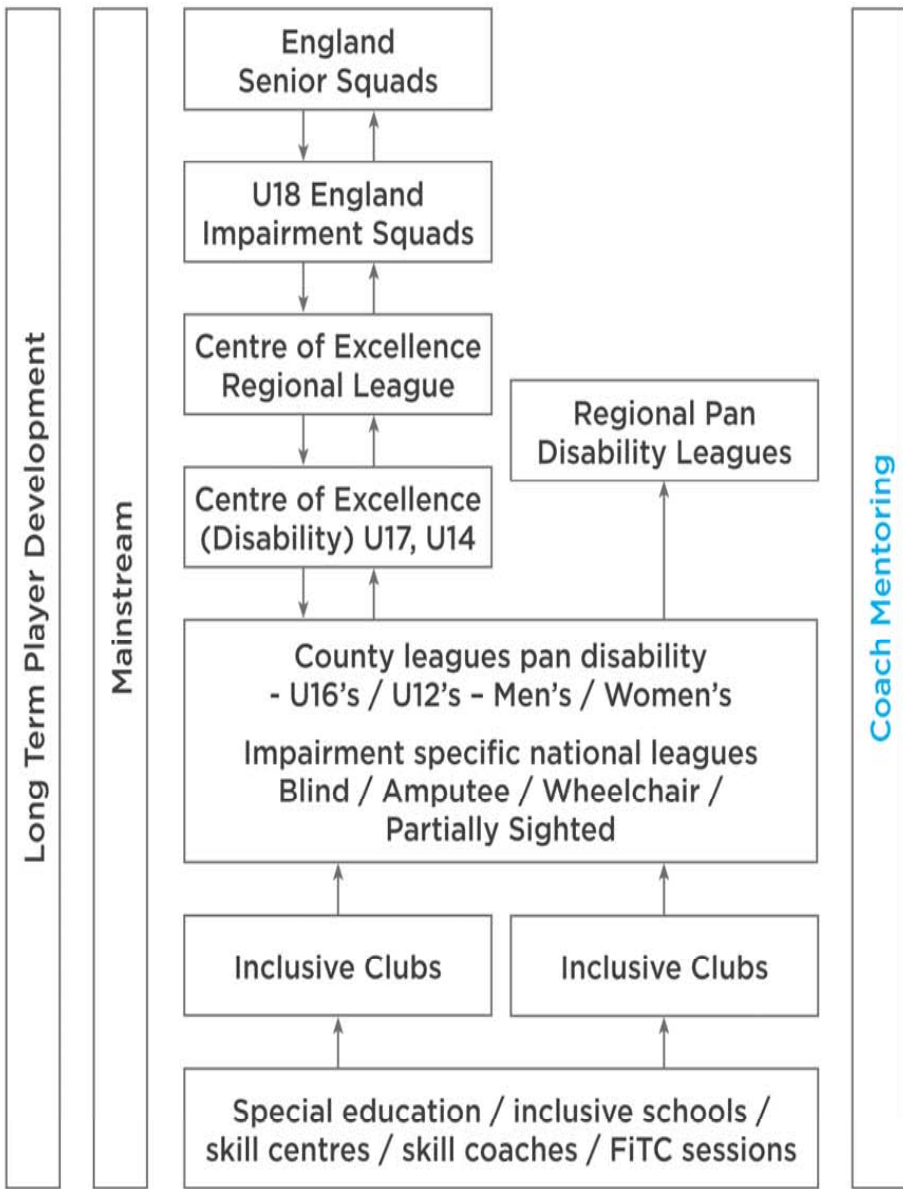 Long Term Player Development
Mainstream
England
Senior Squads
U18 England
Impairment Squads
Centre of Excellence
Regional League
Regional Pan
Disability Leagues
Centre of Excellence
(Disability) U17, U14
County leagues pan disability
- U16's / U12's – Men's / Women's
Impairment specific national leagues
Blind / Amputee / Wheelchair /
Partially Sighted
Inclusive Clubs
Inclusive Clubs
Special education / inclusive schools /
skill centres / skill coaches / FiTC sessions
Coach Mentoring